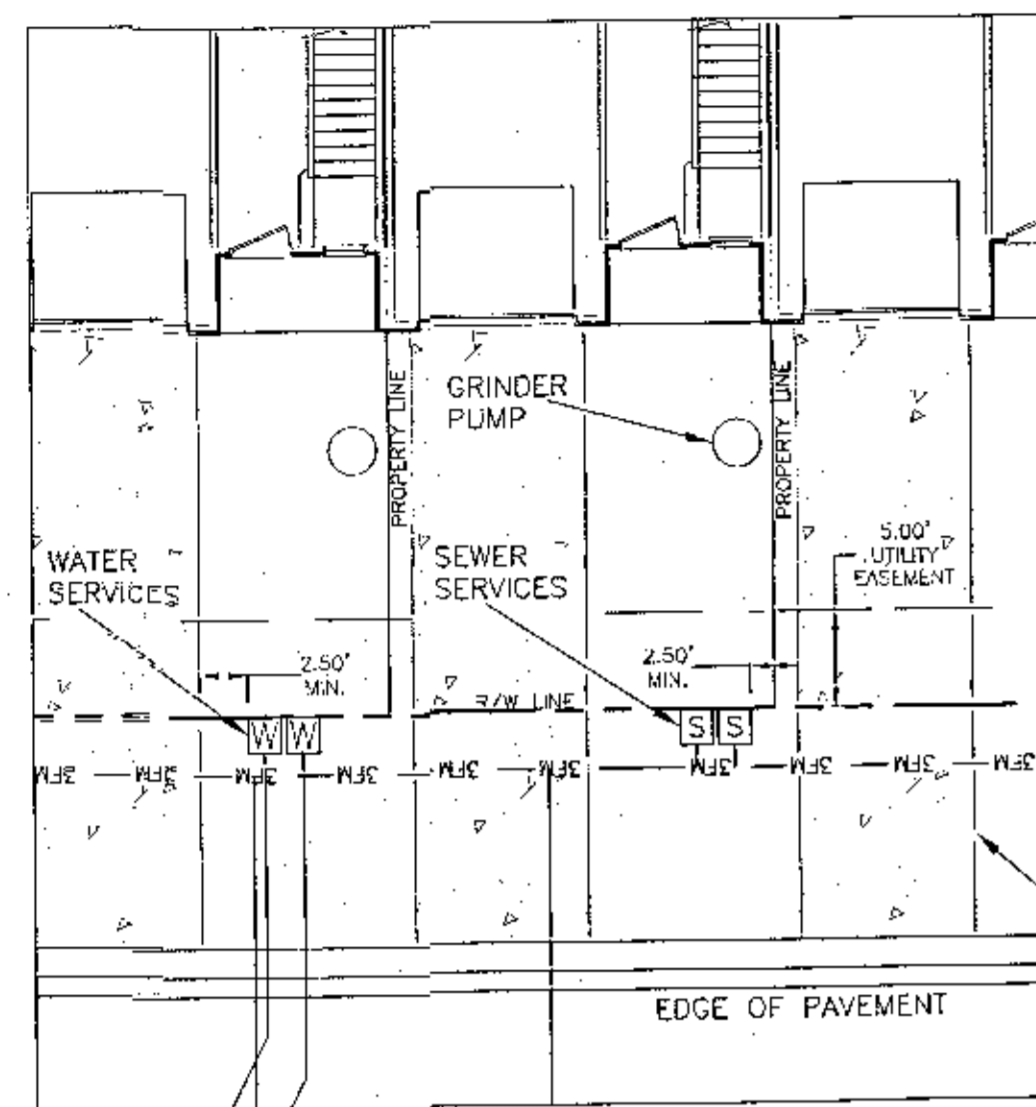 GRINDER
PUMP
PROPERTY LINE
PROPERTY LINE
WATER
SERVICES
SEWER
SERVICES
5.00'
UTILITY
EASEMENT
2.50'
MIN.
2.50'
MIN.
R/W LINE
W W
S S
3FM 3FM 3FM 3FM 3FM 3FM 3FM 3FM 3FM 3FM
EDGE OF PAVEMENT